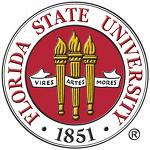 FLORIDA STATE UNIVERSITY
VIRES ARTES MORES
· 1851 ·
®